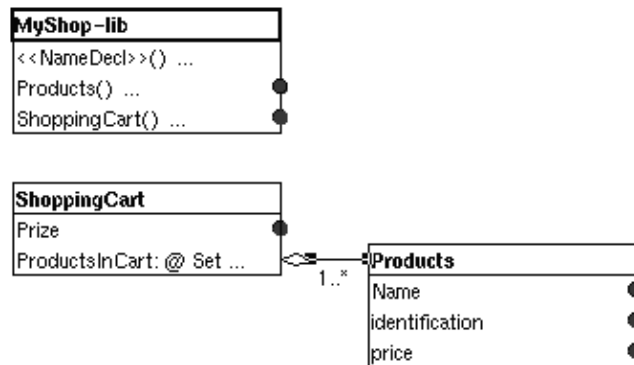 MyShop-lib
<<NameDecl>>() ...
Products() ...
ShoppingCart() ...
ShoppingCart
Prize
ProductsInCart: @ Set ...
1..*
Products
Name
identification
price